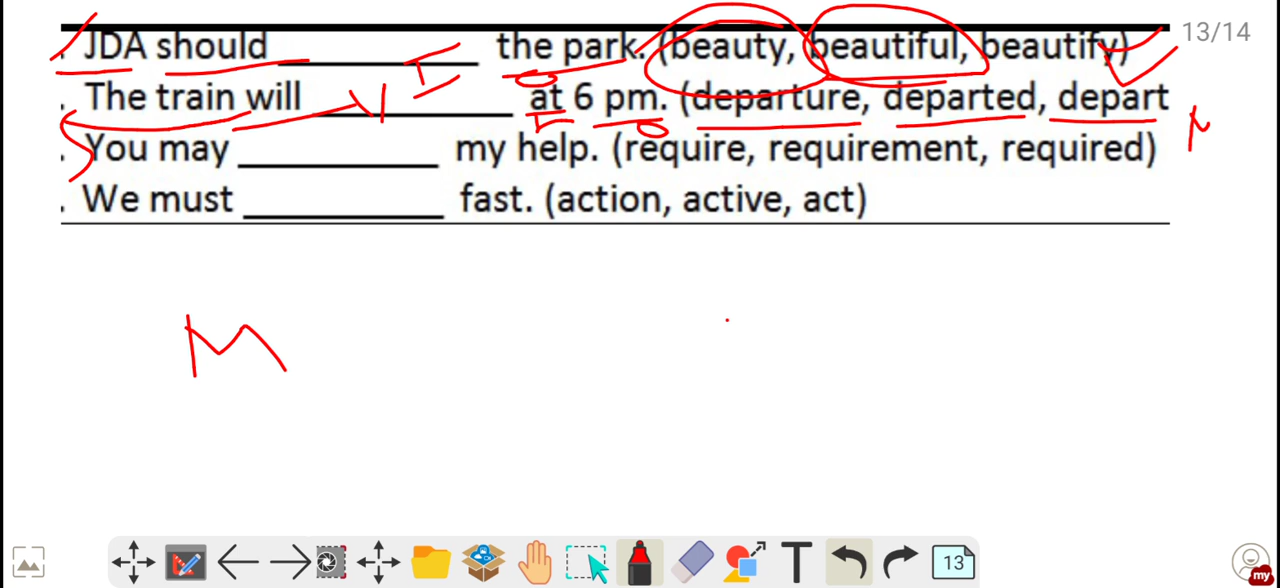 13/14
. JDA should __________ the park. (beauty, beautiful, beautify)
. The train will __________ at 6 pm. (departure, departed, depart
. You may __________ my help. (require, requirement, required)
. We must __________ fast. (action, active, act)
M
T
13
my